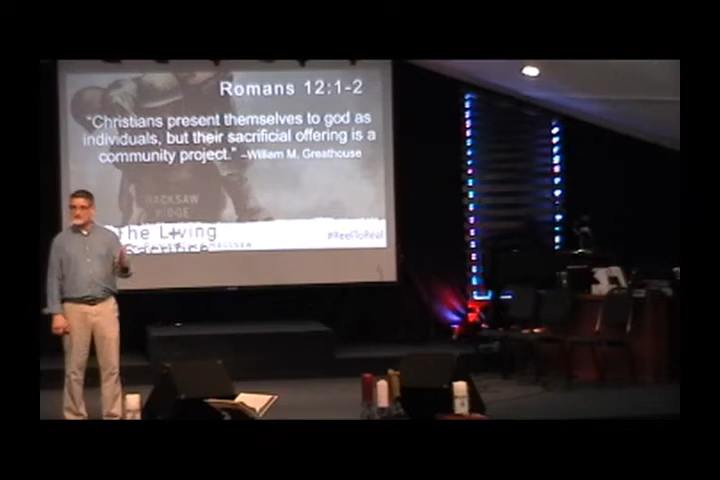 Romans 12:1-2
"Christians present themselves to god as
individuals, but their sacrificial offering is a
community project." –William M. Greathouse
HACKSAW
RIDGE
The Living
Sacrifice
#ReelToReal